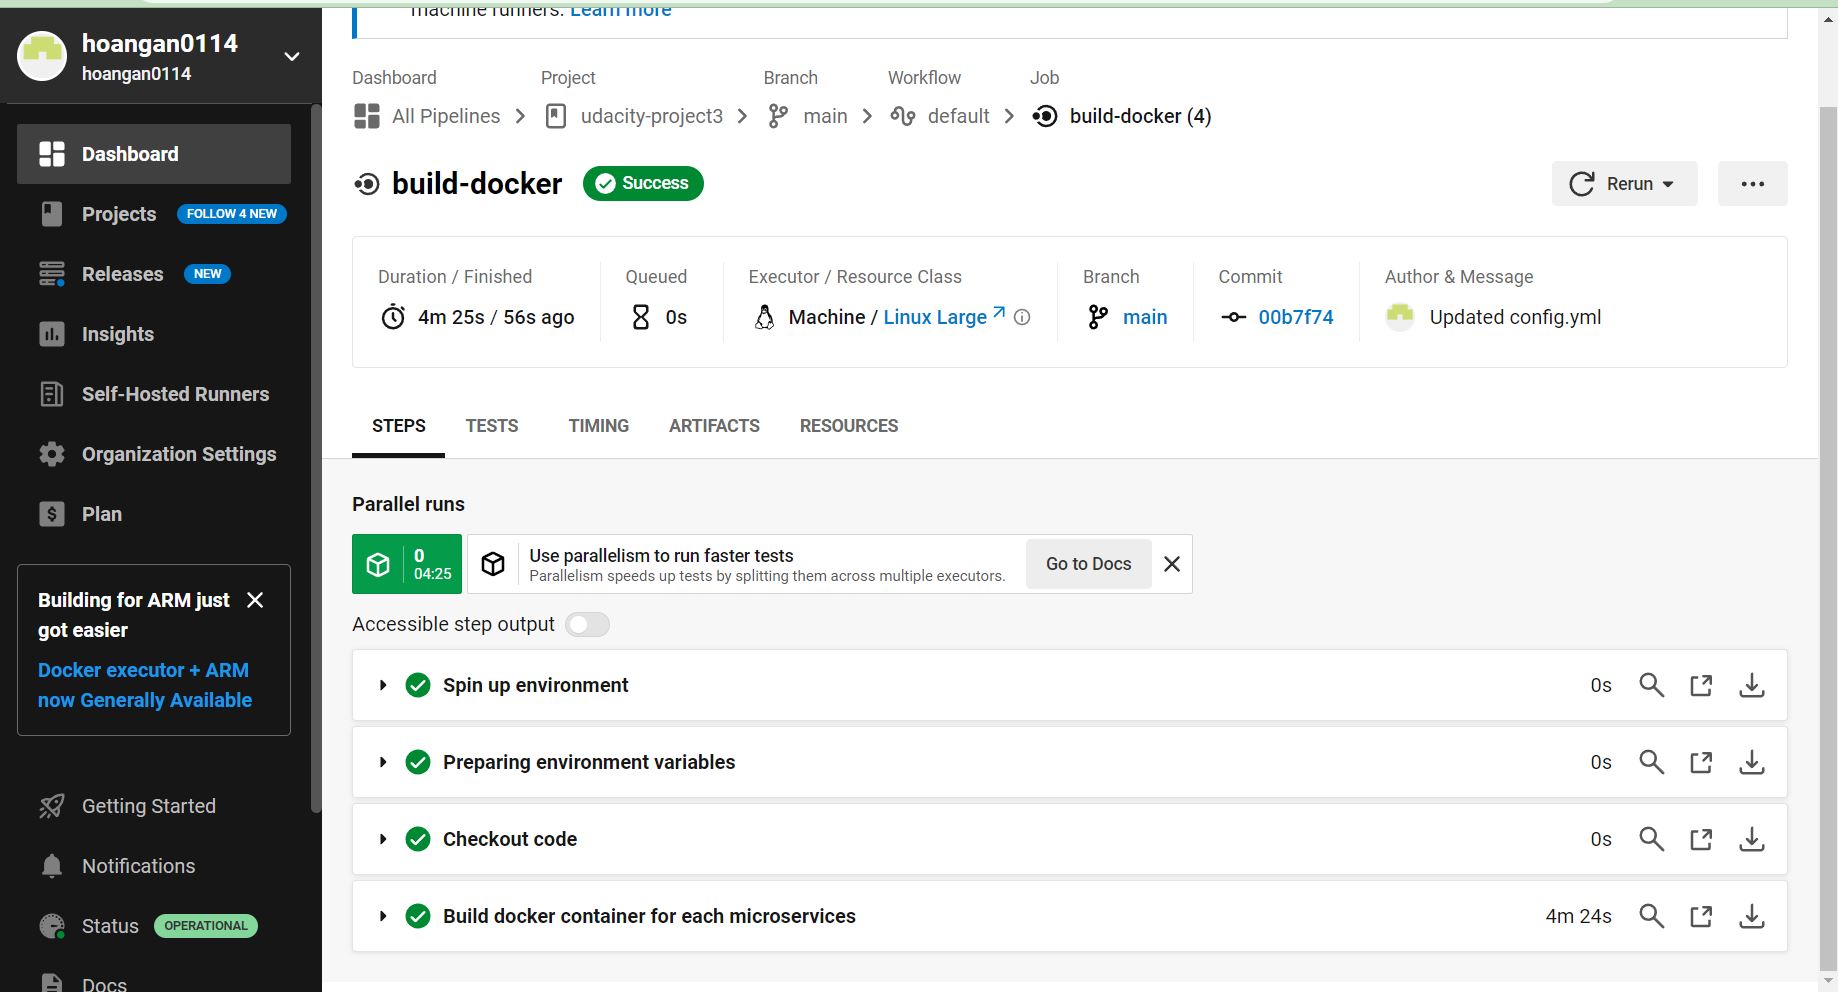 machine runners. Learn more
hoangan0114
hoangan0114
Dashboard
Projects FOLLOW 4 NEW
Releases NEW
Insights
Self-Hosted Runners
Organization Settings
Plan
Building for ARM just
got easier
Docker executor + ARM
now Generally Available
Getting Started
Notifications
Status OPERATIONAL
Docs
Dashboard Project Branch Workflow Job
All Pipelines udacity-project3 main default build-docker (4)
build-docker Success Rerun
Duration / Finished Queued Executor / Resource Class Branch Commit Author & Message
4m 25s / 56s ago 0s Machine / Linux Large main 00b7f74 Updated config.yml
STEPS TESTS TIMING ARTIFACTS RESOURCES
Parallel runs
0
04:25
Use parallelism to run faster tests
Parallelism speeds up tests by splitting them across multiple executors.
Go to Docs
Accessible step output
Spin up environment 0s
Preparing environment variables 0s
Checkout code 0s
Build docker container for each microservices 4m 24s